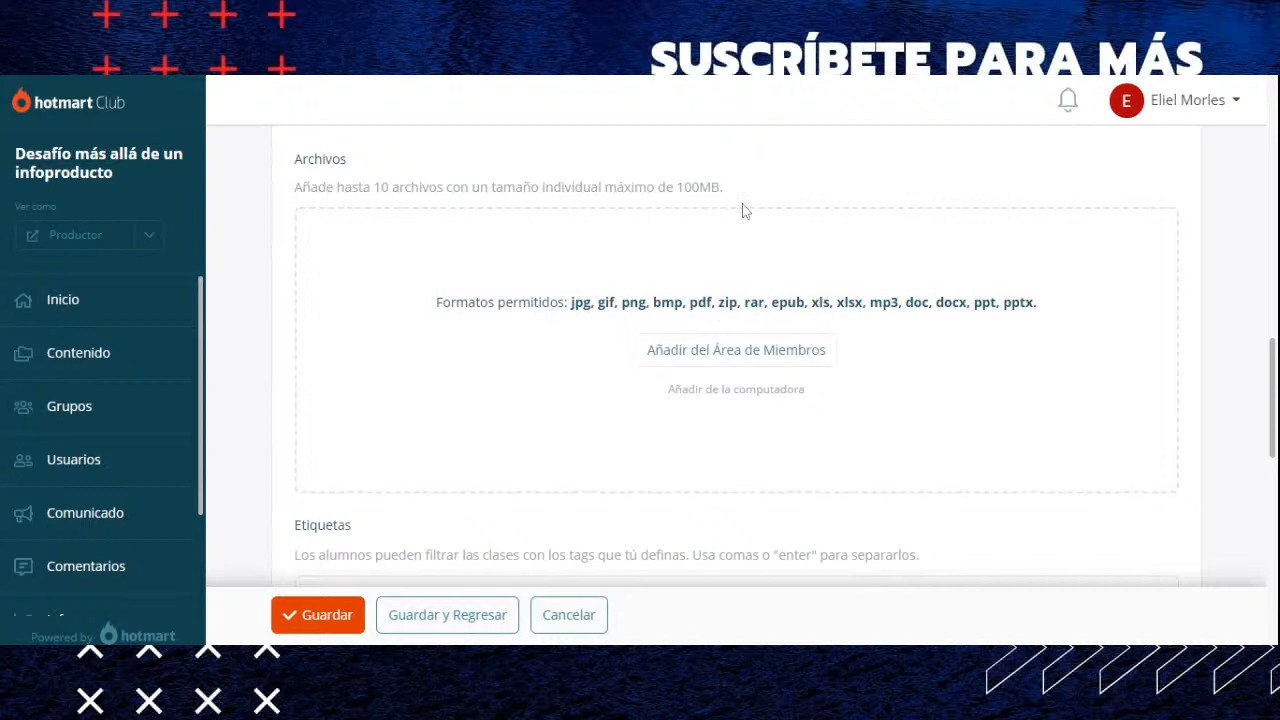 SUSCRÍBETE PARA MÁS
hotmart Club
E
Eliel Morles
Desafío más allá de un
infoproducto
Ver como
Productor
Inicio
Contenido
Grupos
Usuarios
Comunicado
Comentarios
Powered by hotmart
Archivos
Añade hasta 10 archivos con un tamaño individual máximo de 100MB.
Formatos permitidos: jpg, gif, png, bmp, pdf, zip, rar, epub, xls, xlsx, mp3, doc, docx, ppt, pptx.
Añadir del Área de Miembros
Añadir de la computadora
Etiquetas
Los alumnos pueden filtrar las clases con los tags que tú definas. Usa comas o "enter" para separarlos.
Guardar
Guardar y Regresar
Cancelar